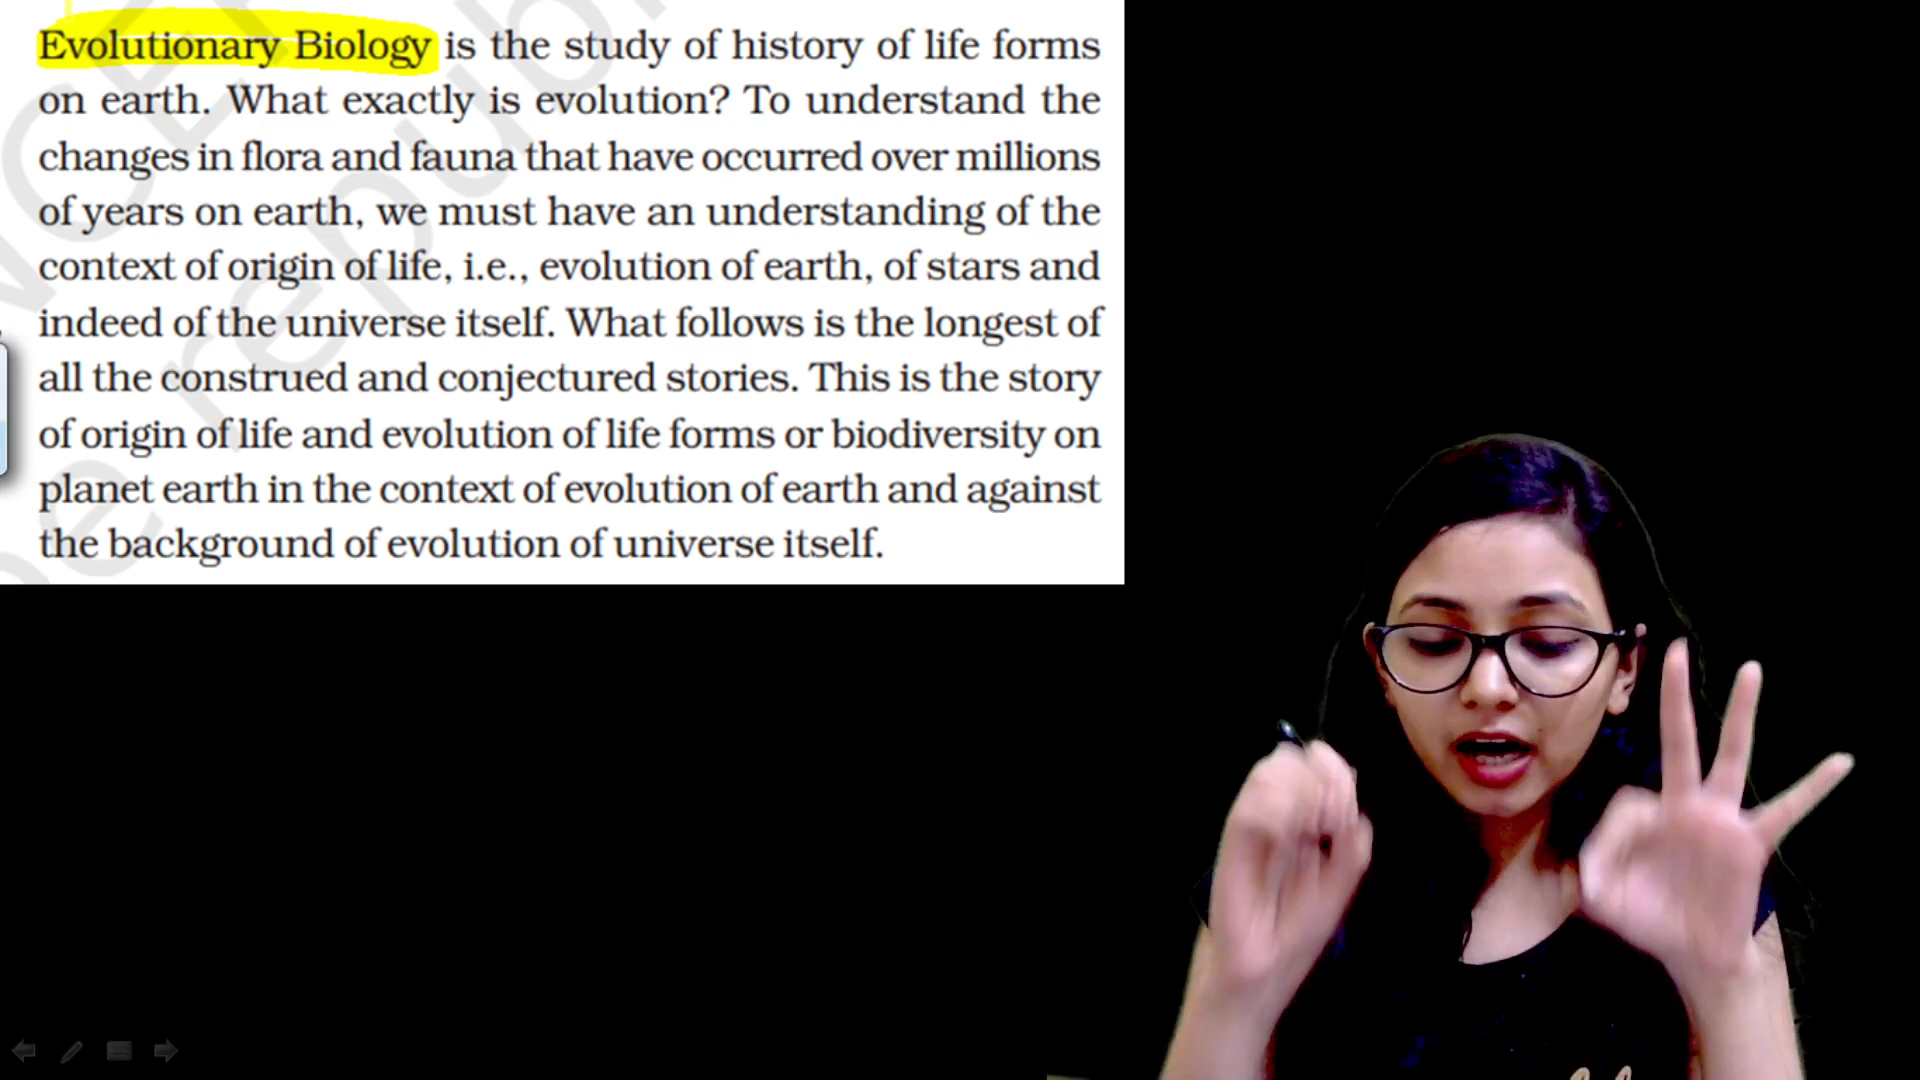 Evolutionary Biology is the study of history of life forms
on earth. What exactly is evolution? To understand the
changes in flora and fauna that have occurred over millions
of years on earth, we must have an understanding of the
context of origin of life, i.e., evolution of earth, of stars and
indeed of the universe itself. What follows is the longest of
all the construed and conjectured stories. This is the story
of origin of life and evolution of life forms or biodiversity on
planet earth in the context of evolution of earth and against
the background of evolution of universe itself.